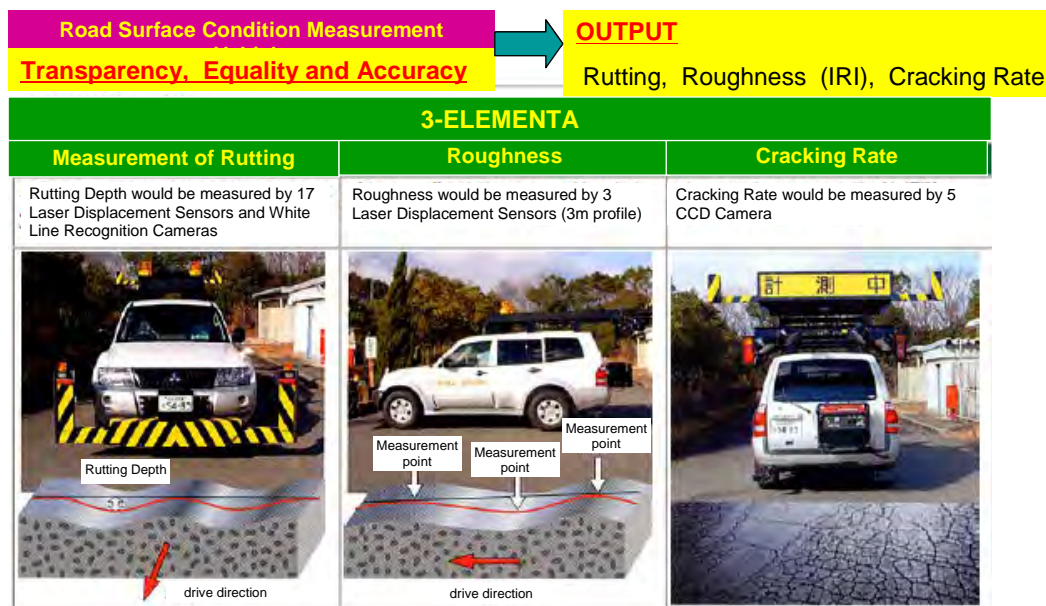 Road Surface Condition Measurement
Transparency, Equality and Accuracy
OUTPUT
Rutting, Roughness (IRI), Cracking Rate
3-ELEMENTA
Measurement of Rutting
Roughness
Cracking Rate
Rutting Depth would be measured by 17
Laser Displacement Sensors and White
Line Recognition Cameras
Roughness would be measured by 3
Laser Displacement Sensors (3m profile)
Cracking Rate would be measured by 5
CCD Camera
計測中
54-83
Rutting Depth
drive direction
Measurement
point
Measurement
point
Measurement
point
drive direction